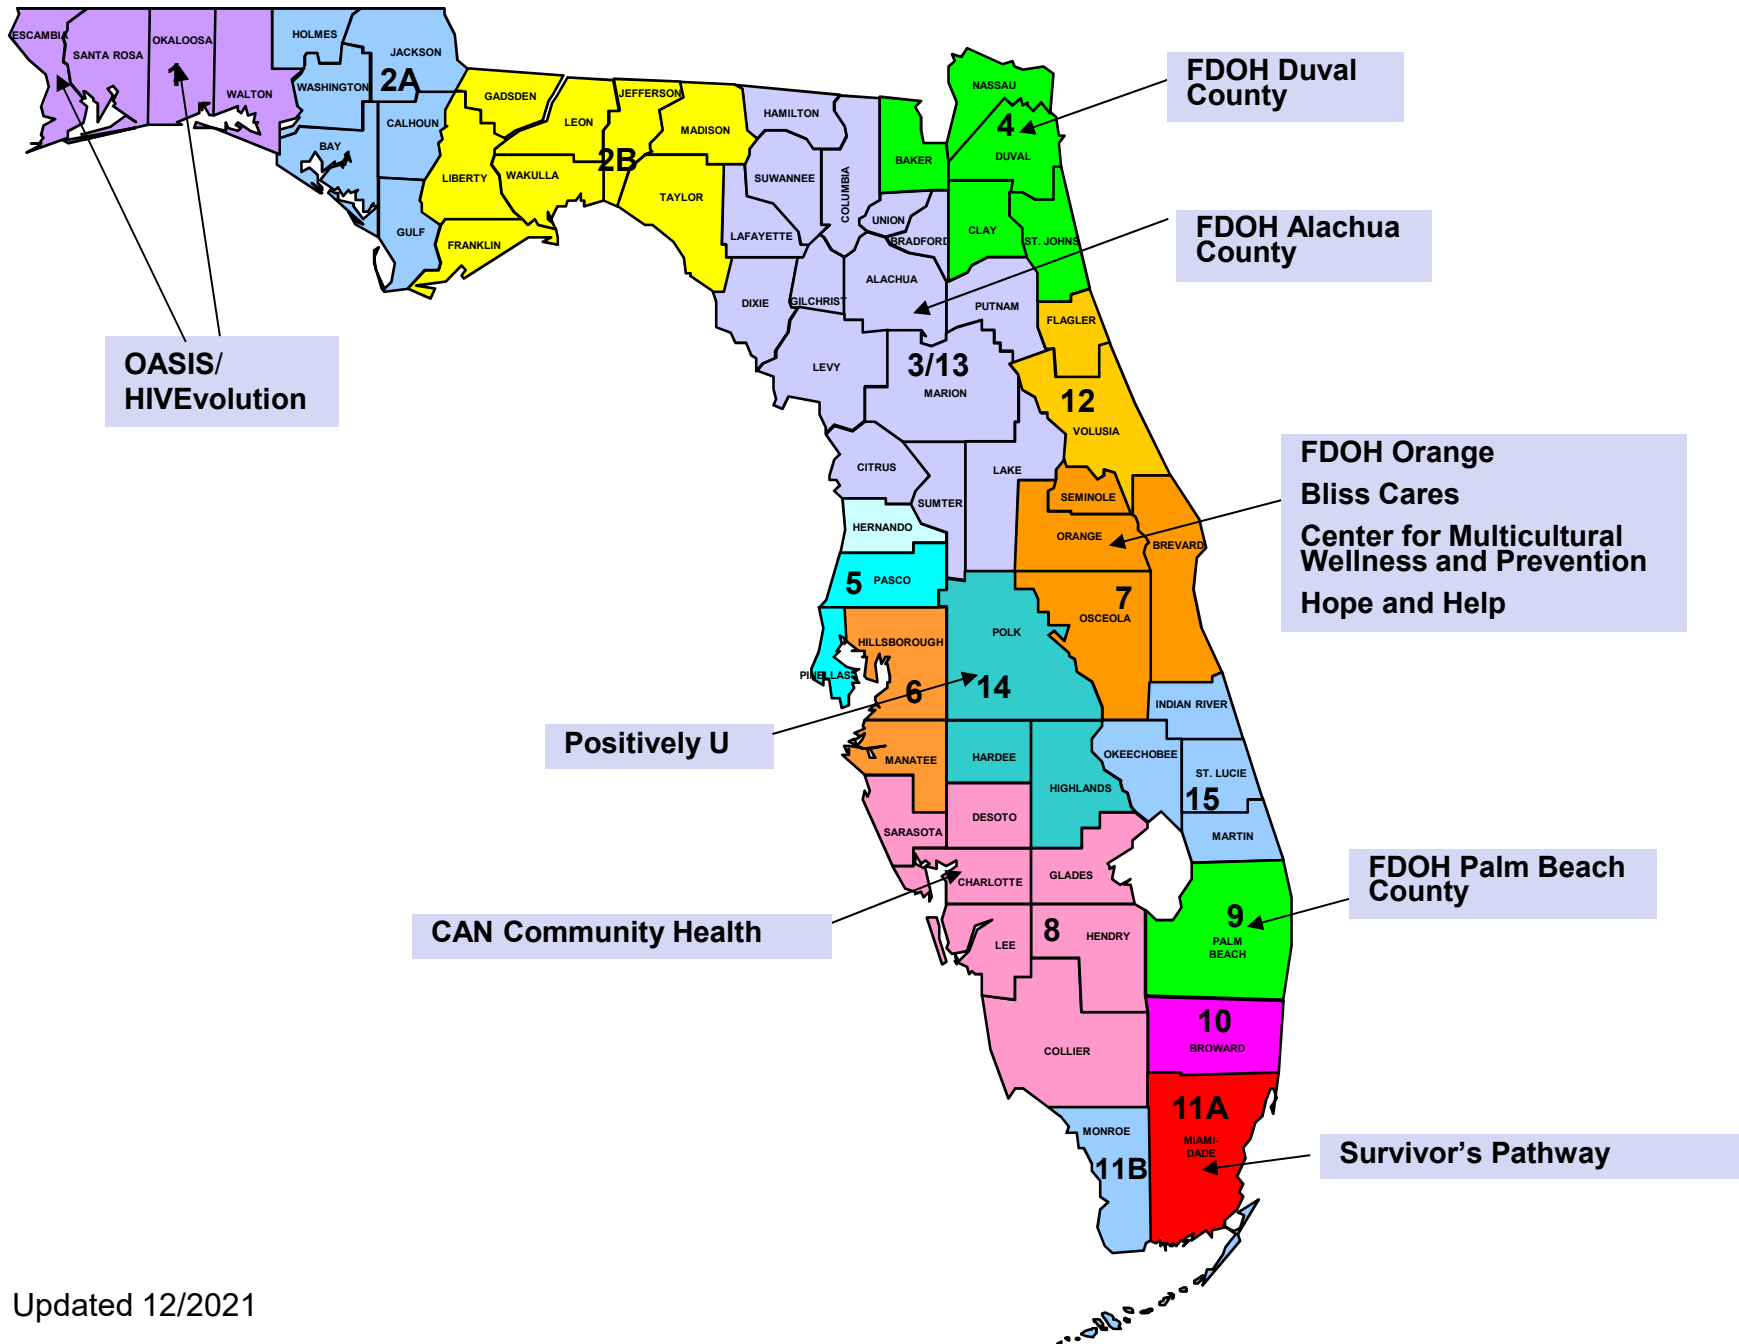 ESCAMBIA
SANTA ROSA
OKALOOSA
1
WALTON
HOLMES
JACKSON
2A
WASHINGTON
CALHOUN
BAY
GULF
GADSDEN
LEON
JEFFERSON
MADISON
2B
LIBERTY
WAKULLA
TAYLOR
FRANKLIN
HAMILTON
SUWANNEE
COLUMBIA
LAFAYETTE
UNION
BRADFORD
DIXIE
GILCHRIST
ALACHUA
PUTNAM
LEVY
3/13
MARION
CITRUS
SUMTER
LAKE
NASSAU
4
DUVAL
BAKER
CLAY
ST. JOHNS
FLAGLER
12
VOLUSIA
SEMINOLE
ORANGE
BREVARD
7
OSCEOLA
HERNANDO
5
PASCO
PINELLAS
HILLSBOROUGH
6
MANATEE
POLK
14
HARDEE
HIGHLANDS
INDIAN RIVER
OKEECHOBEE
ST. LUCIE
15
MARTIN
SARASOTA
DESOTO
CHARLOTTE
GLADES
LEE
8
HENDRY
COLLIER
9
PALM
BEACH
10
BROWARD
11A
MIAMI-
DADE
MONROE
11B
FDOH Duval
County
FDOH Alachua
County
OASIS/
HIVEvolution
FDOH Orange
Bliss Cares
Center for Multicultural
Wellness and Prevention
Hope and Help
Positively U
CAN Community Health
FDOH Palm Beach
County
Survivor's Pathway
Updated 12/2021